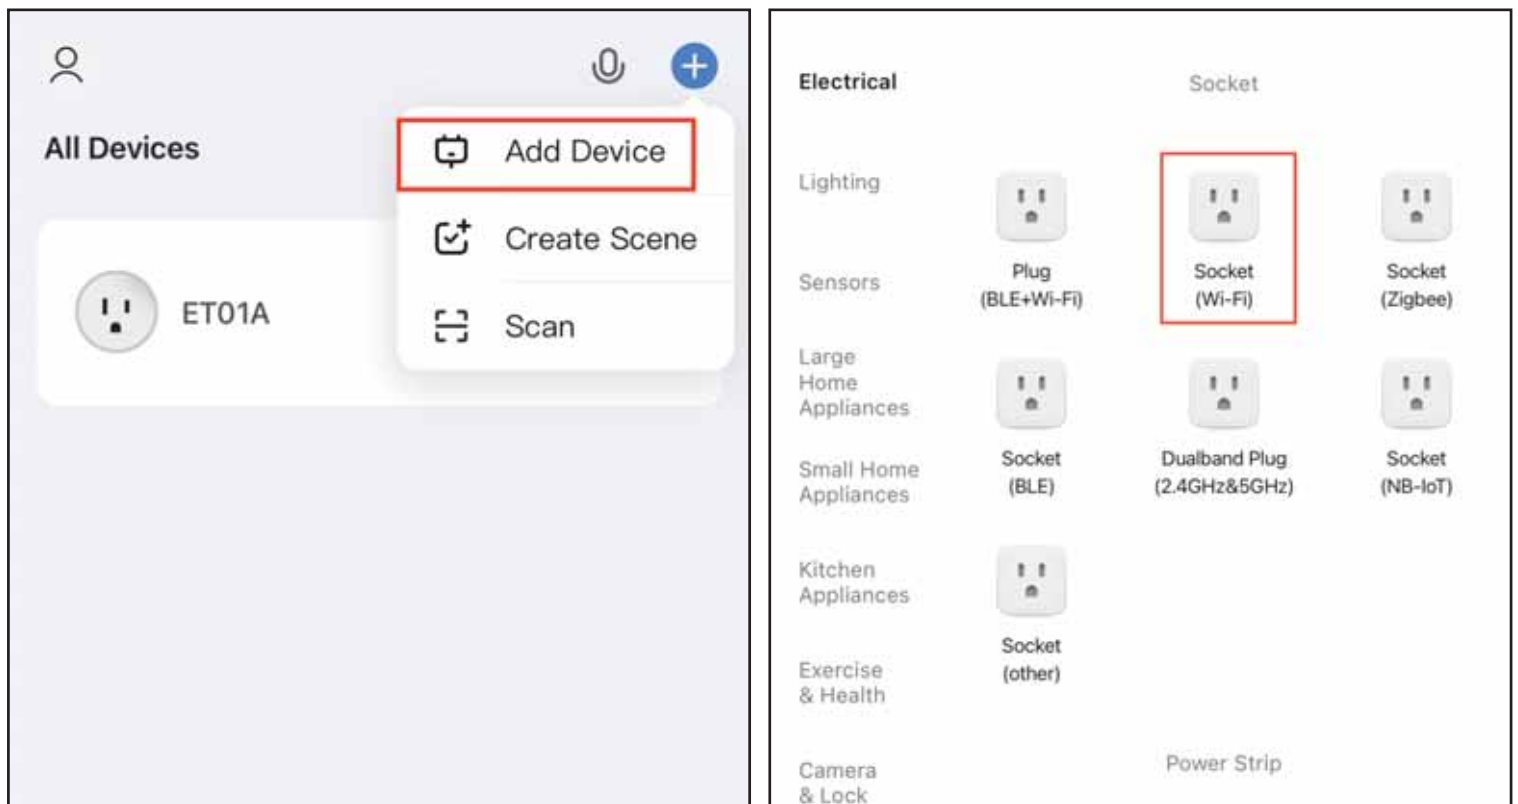 All Devices
Add Device
Create Scene
Scan
ET01A
Electrical
Socket
Lighting
Sensors
Large
Home
Appliances
Small Home
Appliances
Kitchen
Appliances
Exercise
& Health
Camera
& Lock
Plug
(BLE+Wi-Fi)
Socket
(Wi-Fi)
Socket
(Zigbee)
Socket
(BLE)
Dualband Plug
(2.4GHz&5GHz)
Socket
(NB-IoT)
Socket
(other)
Power Strip